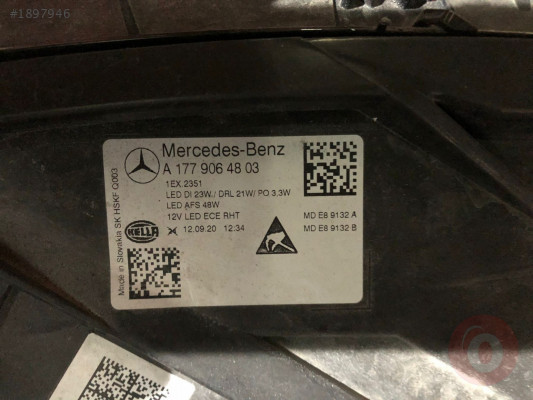 #1897946
Mercedes-Benz
A 177 906 48 03
1EX.2351
LED DI 23W./ DRL 21W/ PO 3,3W
LED AFS 48W
12V LED ECE RHT
MD E8 9132 A
HELLA
12.09.20 12:34
MD E8 9132 B
Made in Slovakia SK HSKF Q003